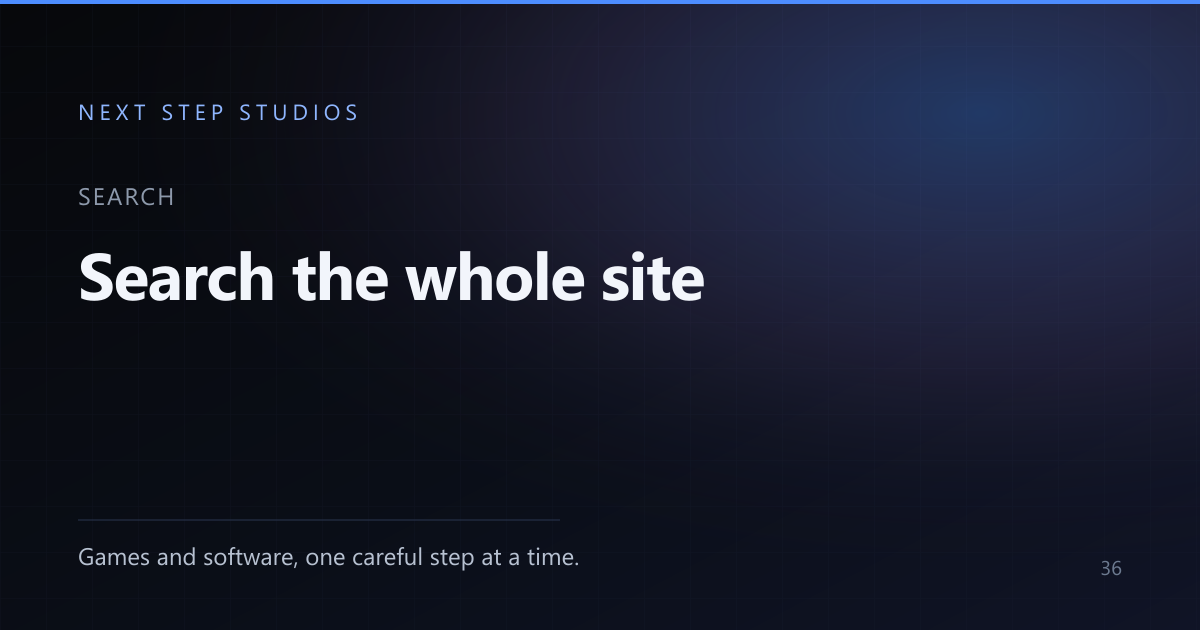 NEXT STEP STUDIOS
SEARCH
Search the whole site
Games and software, one careful step at a time.
36